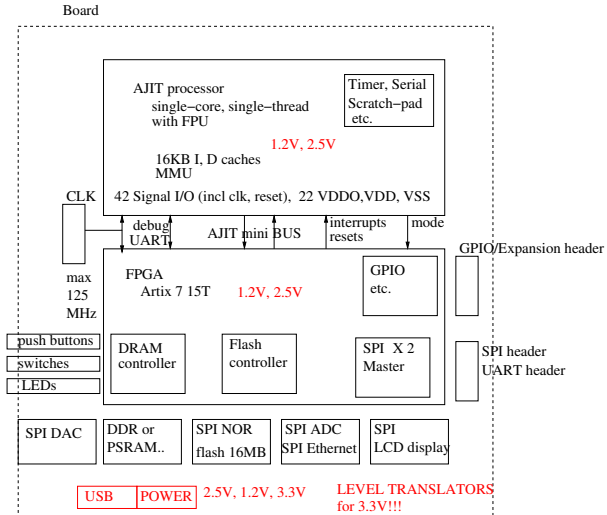 Board
AJIT processor
single-core, single-thread
with FPU
Timer, Serial
Scratch-pad
etc.
1.2V, 2.5V
16KB I, D caches
MMU
42 Signal I/O (incl clk, reset), 22 VDDO,VDD, VSS
CLK
debug
UART
AJIT mini BUS
interrupts
resets
mode
GPIO/Expansion header
max
125
MHz
FPGA
Artix 7 15T
1.2V, 2.5V
GPIO
etc.
push buttons
switches
LEDs
DRAM
controller
Flash
controller
SPI X 2
Master
SPI header
UART header
SPI DAC
DDR or
PSRAM..
SPI NOR
flash 16MB
SPI ADC
SPI Ethernet
SPI
LCD display
USB
POWER
2.5V, 1.2V, 3.3V
LEVEL TRANSLATORS
for 3.3V!!!